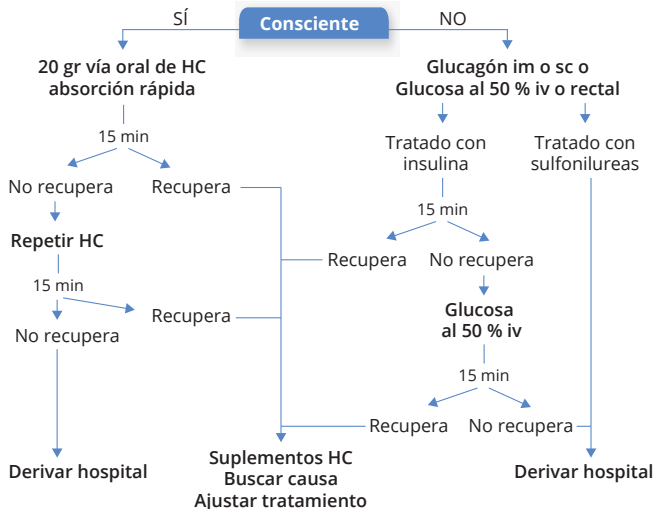 SÍ
Consciente
NO
20 gr vía oral de HC
absorción rápida
Glucagón im o sc o
Glucosa al 50 % iv o rectal
15 min
Tratado con
insulina
Tratado con
sulfonilureas
No recupera
Recupera
15 min
Repetir HC
Recupera
No recupera
15 min
Recupera
Glucosa
al 50 % iv
No recupera
15 min
Recupera
No recupera
Derivar hospital
Suplementos HC
Buscar causa
Ajustar tratamiento
Derivar hospital